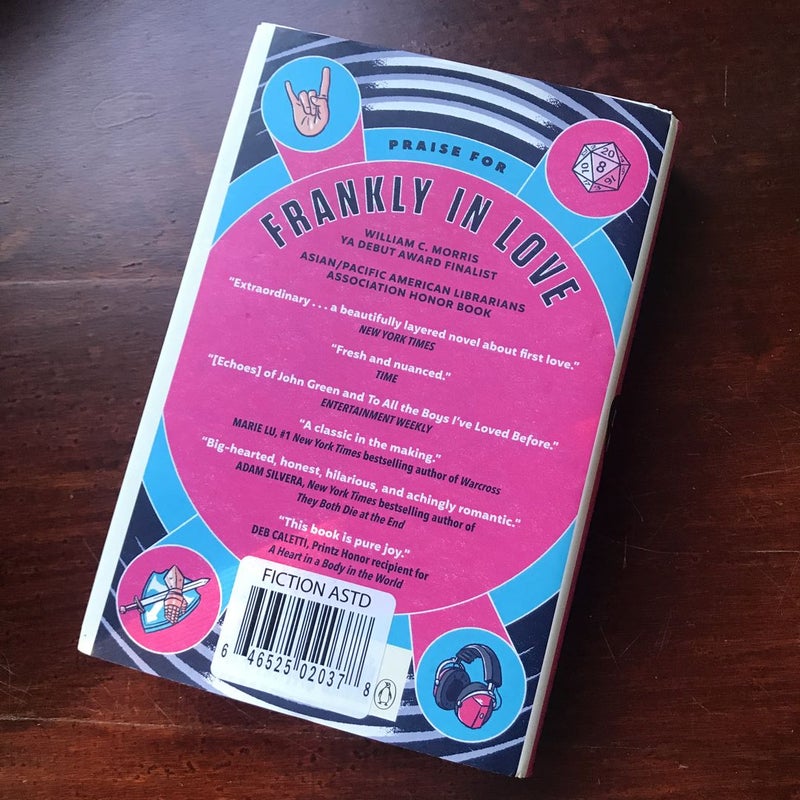 PRAISE FOR
FRANKLY IN LOVE
WILLIAM C. MORRIS
YA DEBUT AWARD FINALIST
ASIAN/PACIFIC AMERICAN LIBRARIANS
ASSOCIATION HONOR BOOK
“Extraordinary . . . a beautifully layered novel about first love.”
NEW YORK TIMES
“Fresh and nuanced.”
TIME
“[Echoes] of John Green and To All the Boys I’ve Loved Before.”
ENTERTAINMENT WEEKLY
“A classic in the making.”
MARIE LU, #1 New York Times bestselling author of Warcross
“Big-hearted, honest, hilarious, and achingly romantic.”
ADAM SILVERA, New York Times bestselling author of
They Both Die at the End
“This book is pure joy.”
DEB CALETTI, Printz Honor recipient for
A Heart in a Body in the World
20
8
10
FICTION ASTD
6 46525 02037 8